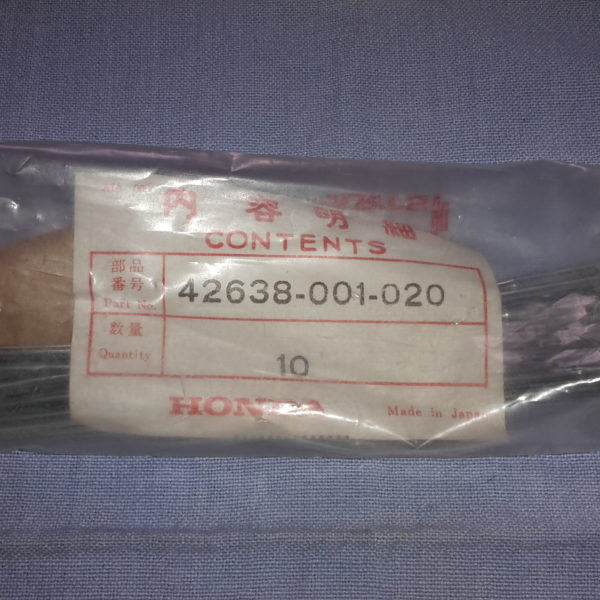 内容明細
CONTENTS
部品
番号
Part No.
42638-001-020
数量
Quantity
10
HONDA
Made in Japan